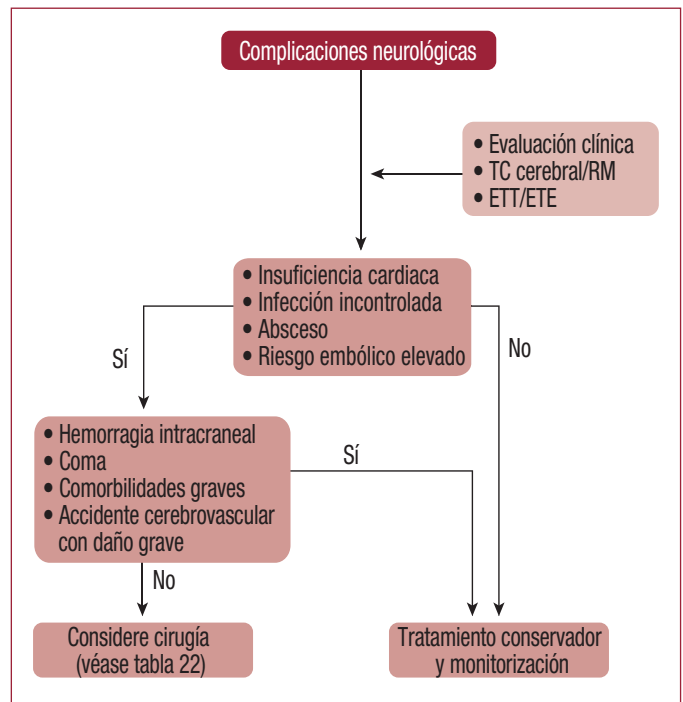 Complicaciones neurológicas
• Evaluación clínica
• TC cerebral/RM
• ETT/ETE
• Insuficiencia cardiaca
• Infección incontrolada
• Absceso
• Riesgo embólico elevado
Sí
No
• Hemorragia intracraneal
• Coma
• Comorbilidades graves
• Accidente cerebrovascular
con daño grave
Sí
No
Considere cirugía
(véase tabla 22)
Tratamiento conservador
y monitorización